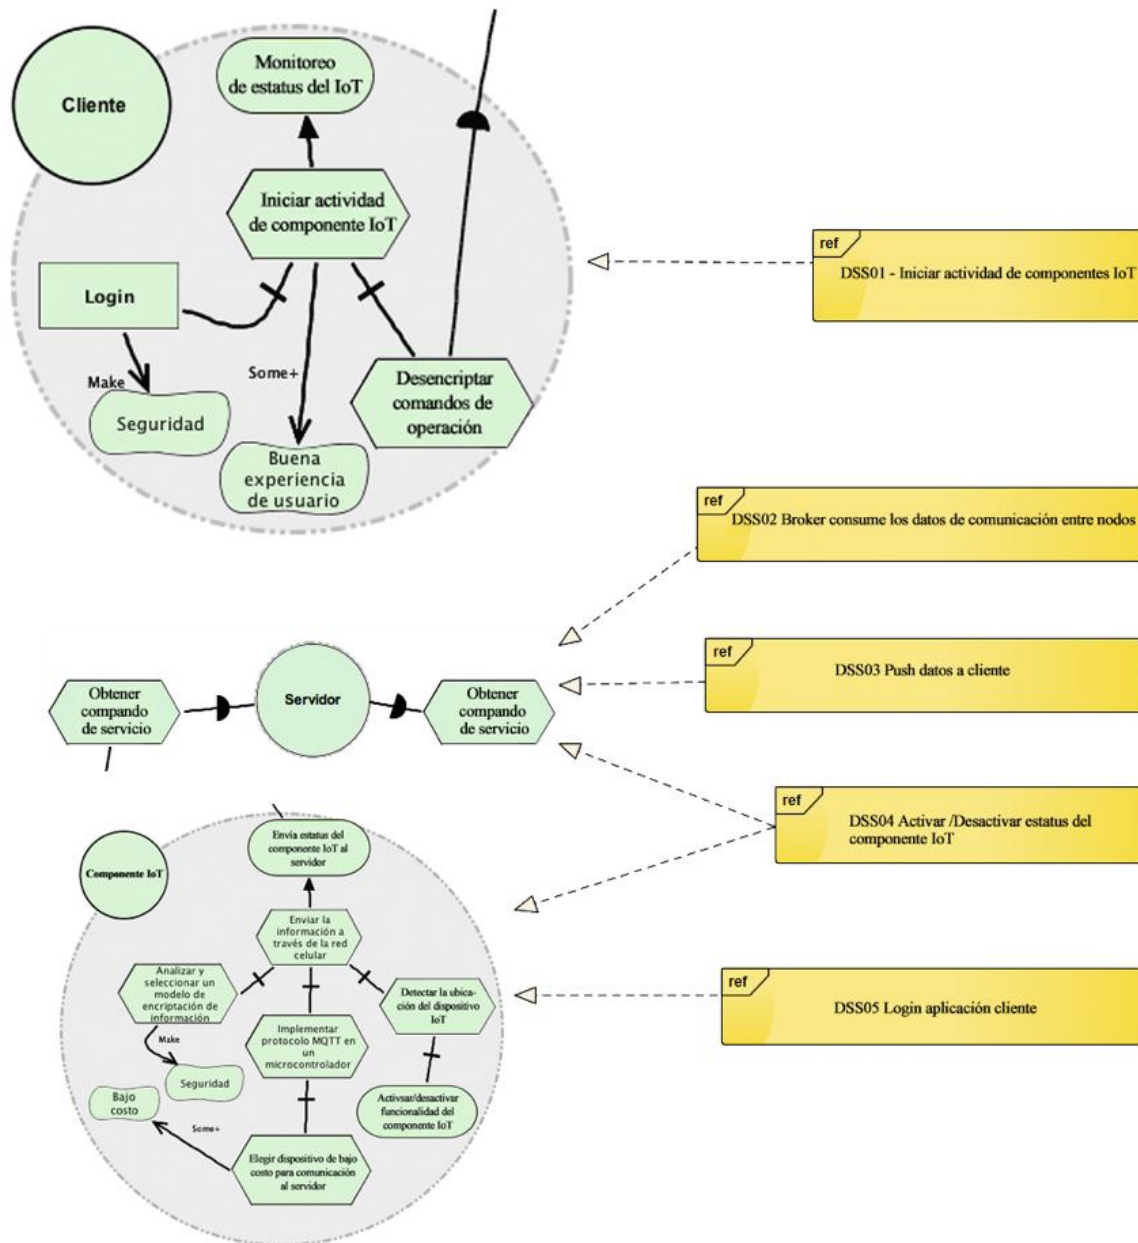 Monitoreo
de estatus del IoT
Cliente
Iniciar actividad
de componente IoT
Login
Make
Some+
Seguridad
Desencriptar
comandos de
operación
Buena
experiencia
de usuario
ref
DSS01 - Iniciar actividad de componentes IoT
ref
DSS02 Broker consume los datos de comunicación entre nodos
Obtener
compando
de servicio
Servidor
Obtener
compando
de servicio
ref
DSS03 Push datos a cliente
ref
DSS04 Activar /Desactivar estatus del
componente IoT
Componente IoT
Envía estatus del
componente IoT al
servidor
Enviar la
información a
través de la red
celular
Analizar y
seleccionar un
modelo de
encriptación de
información
Detectar la ubica-
ción del dispositivo
IoT
Make
Implementar
protocolo MQTT en
un
microcontrolador
Seguridad
Bajo
costo
Activsar/desactivar
funcionalidad del
componente IoT
Some+
Elegir dispositivo de bajo
costo para comunicación
al servidor
ref
DSS05 Login aplicación cliente